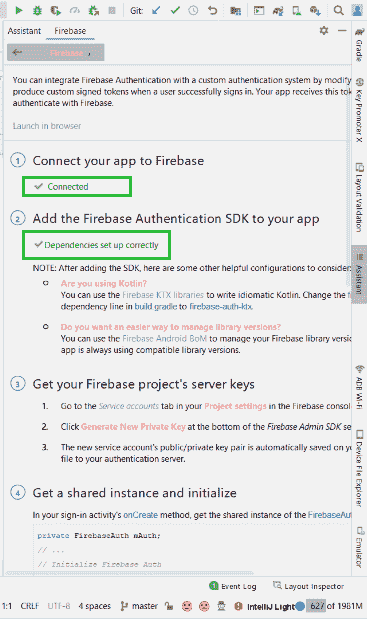 Git:
Assistant
Firebase
Firebase
You can integrate Firebase Authentication with a custom authentication system by modify
produce custom signed tokens when a user successfully sign in. Your app receives this tok
authenticate with Firebase.
Launch in browser
1 Connect your app to Firebase
Connected
2 Add the Firebase Authentication SDK to your app
Dependencies set up correctly
NOTE: After adding the SDK, here are some other helpful configurations to consider
Are you using Kotlin?
You can use the Firebase KTX libraries to write idiomatic Kotlin. Change the
dependency line in build gradle to firebase-auth-ktx.
Do you want an easier way to manage library versions?
You can use the Firebase Android BoM to manage your Firebase library version
app is always using compatible library versions.
3 Get your Firebase project's server keys
1. Go to the Service accounts tab in your Project settings in the Firebase consol
2. Click Generate New Private Key at the bottom of the Firebase Admin SDK se
3. The new service account's public/private key pair is automatically saved on yo
file to your authentication server.
4 Get a shared instance and initialize
In your sign-in activity's onCreate method, get the shared instance of the FirebaseAut
private FirebaseAuth mAuth;
// ...
// Initialize Firebase Auth
Gradle
Key Promoter X
Layout Validation
Assistant
ADB Wi-Fi
Device File Explorer
Emulator
1 Event Log
Layout Inspector
1:1 CRLF UTF-8 4 spaces master IntelliJ Light 627 of 1981M